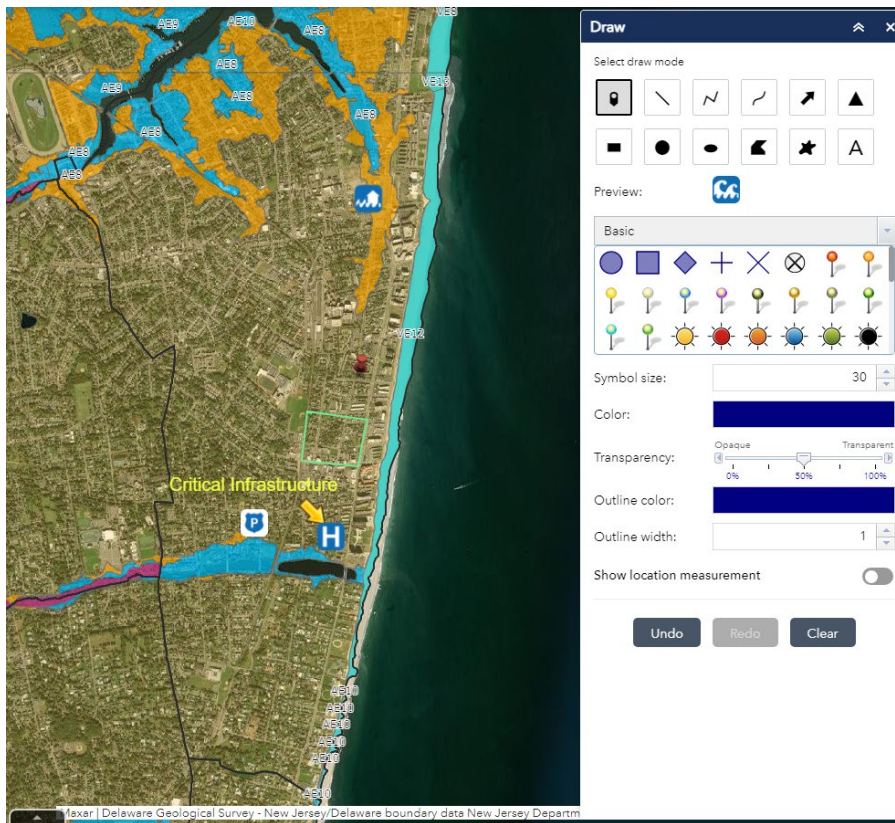 AE9
AE10
AE8
VE8
AE8
VE13
AE9
AE8
AE8
AE8
AE8
AE8
VE12
Critical Infrastructure
P
H
AE10
AE10
AE10
AE10
AE10
AE10
Maxar | Delaware Geological Survey - New Jersey/Delaware boundary data New Jersey Departm
Draw
Select draw mode
A
Preview:
Basic
Symbol size:
30
Color:
Opaque
Transparent
Transparency:
0%
50%
100%
Outline color:
Outline width:
1
Show location measurement
Undo
Redo
Clear